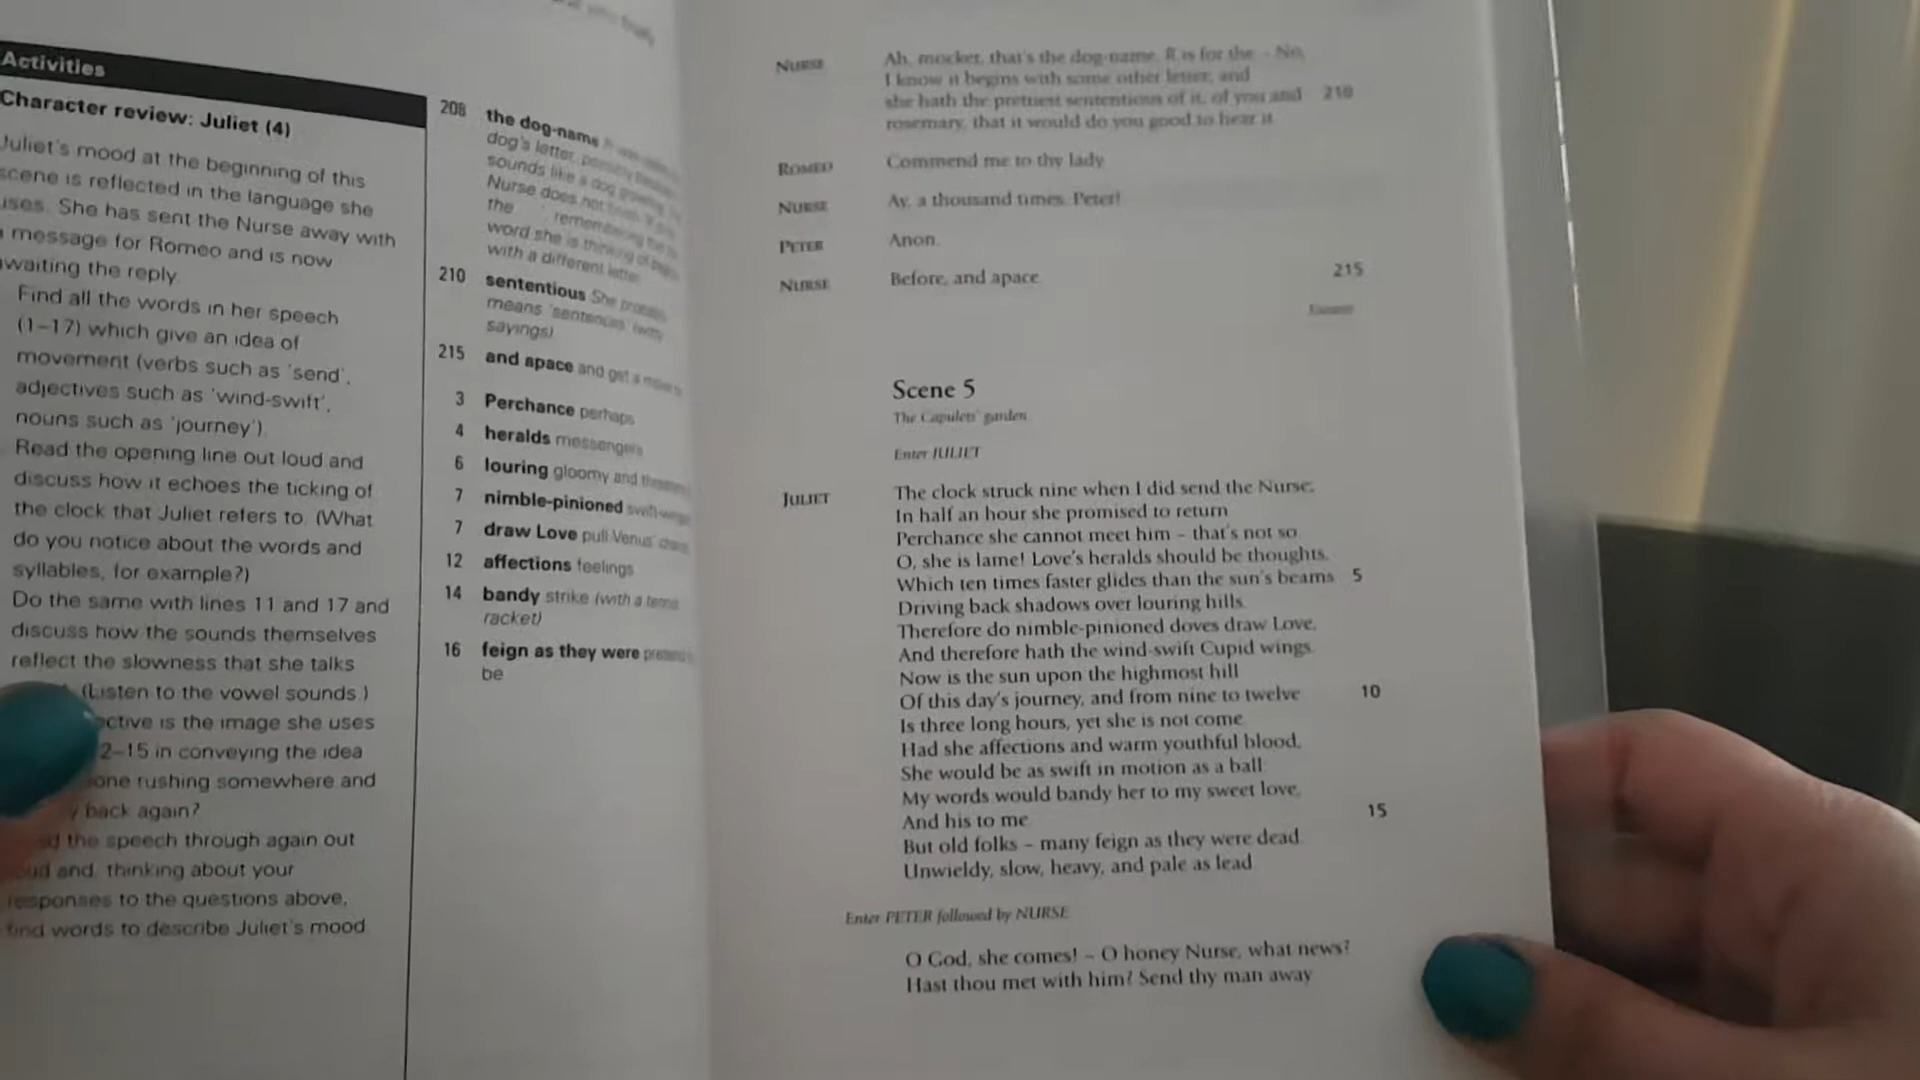 Activities
Character review: Juliet (4)
Juliet's mood at the beginning of this
scene is reflected in the language she
uses. She has sent the Nurse away with
a message for Romeo and is now
awaiting the reply.
Find all the words in her speech
(1–17) which give an idea of
movement (verbs such as 'send',
adjectives such as 'wind-swift',
nouns such as 'journey').
Read the opening line out loud and
discuss how it echoes the ticking of
the clock that Juliet refers to. (What
do you notice about the words and
syllables, for example?)
Do the same with lines 11 and 17 and
discuss how the sounds themselves
reflect the slowness that she talks
(Listen to the vowel sounds.)
ective is the image she uses
2–15 in conveying the idea
one rushing somewhere and
back again?
the speech through again out
and, thinking about your
responses to the questions above,
find words to describe Juliet's mood
208 the dog-name
dog's letter,
sounds like a dog
Nurse does not
the remembering
word she is thinking of
with a different letter
210 sententious She probably
means 'sentences' (witty
sayings)
215 and apace and get a move
3 Perchance perhaps
4 heralds messengers
6 louring gloomy and
7 nimble-pinioned
7 draw Love pull Venus'
12 affections feelings
14 bandy strike (with a tennis
racket)
16 feign as they were
be
NURSE Ah, mocker, that's the dog-name. R is for the – No,
I know it begins with some other letter, and
she hath the prettiest sententious of it, of you and 210
rosemary, that it would do you good to hear it.
ROMEO Commend me to thy lady.
NURSE Ay, a thousand times. Peter!
PETER Anon.
NURSE Before, and apace. 215
Exeunt
Scene 5
The Capulets' garden
Enter JULIET
JULIET The clock struck nine when I did send the Nurse;
In half an hour she promised to return.
Perchance she cannot meet him – that's not so.
O, she is lame! Love's heralds should be thoughts,
Which ten times faster glides than the sun's beams 5
Driving back shadows over louring hills.
Therefore do nimble-pinioned doves draw Love,
And therefore hath the wind-swift Cupid wings.
Now is the sun upon the highmost hill
Of this day's journey, and from nine to twelve 10
Is three long hours, yet she is not come.
Had she affections and warm youthful blood,
She would be as swift in motion as a ball:
My words would bandy her to my sweet love,
And his to me. 15
But old folks – many feign as they were dead
Unwieldy, slow, heavy, and pale as lead
Enter PETER followed by NURSE
O God, she comes! – O honey Nurse, what news?
Hast thou met with him? Send thy man away